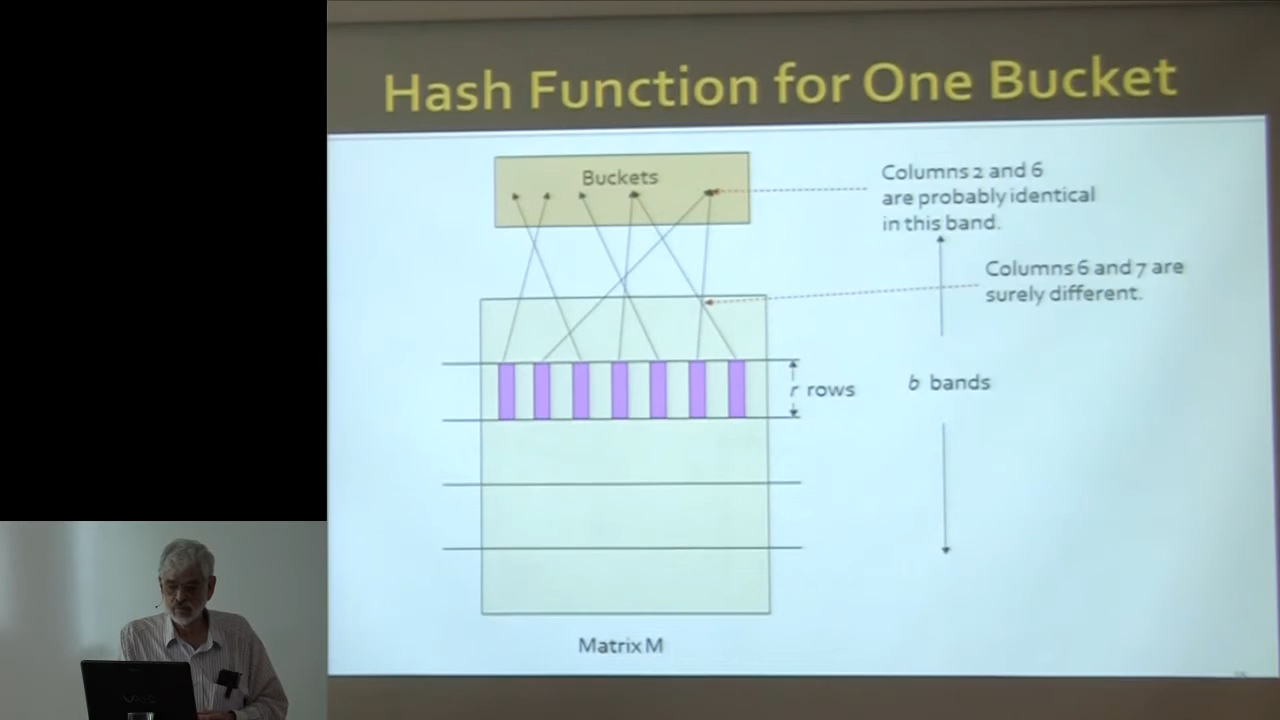 Hash Function for One Bucket
Buckets
Columns 2 and 6
are probably identical
in this band.
Columns 6 and 7 are
surely different.
r rows
b bands
Matrix M
VAIO